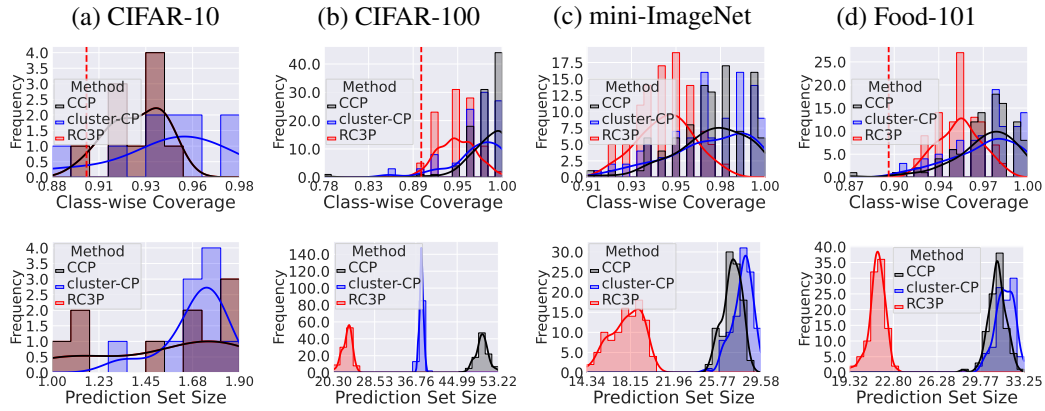 (a) CIFAR-10
(b) CIFAR-100
(c) mini-ImageNet
(d) Food-101
Frequency
4.0
3.5
3.0
2.5
2.0
1.5
1.0
0.5
0.0
Method
CCP
cluster-CP
RC3P
0.88 0.91 0.93 0.96 0.98
Class-wise Coverage
Frequency
40.0
30.0
20.0
10.0
0.0
Method
CCP
cluster-CP
RC3P
0.78 0.83 0.89 0.95 1.00
Class-wise Coverage
Frequency
17.5
15.0
12.5
10.0
7.5
5.0
2.5
0.0
Method
CCP
cluster-CP
RC3P
0.91 0.93 0.95 0.98 1.00
Class-wise Coverage
Frequency
25.0
20.0
15.0
10.0
5.0
0.0
Method
CCP
cluster-CP
RC3P
0.87 0.90 0.94 0.97 1.00
Class-wise Coverage
Frequency
4.0
3.5
3.0
2.5
2.0
1.5
1.0
0.5
0.0
Method
CCP
cluster-CP
RC3P
1.00 1.23 1.45 1.68 1.90
Prediction Set Size
Frequency
140.0
120.0
100.0
80.0
60.0
40.0
20.0
0.0
Method
CCP
cluster-CP
RC3P
20.30 28.53 36.76 44.99 53.22
Prediction Set Size
Frequency
30.0
25.0
20.0
15.0
10.0
5.0
0.0
Method
CCP
cluster-CP
RC3P
14.34 18.15 21.96 25.77 29.58
Prediction Set Size
Frequency
40.0
35.0
30.0
25.0
20.0
15.0
10.0
5.0
0.0
Method
CCP
cluster-CP
RC3P
19.32 22.80 26.28 29.77 33.25
Prediction Set Size